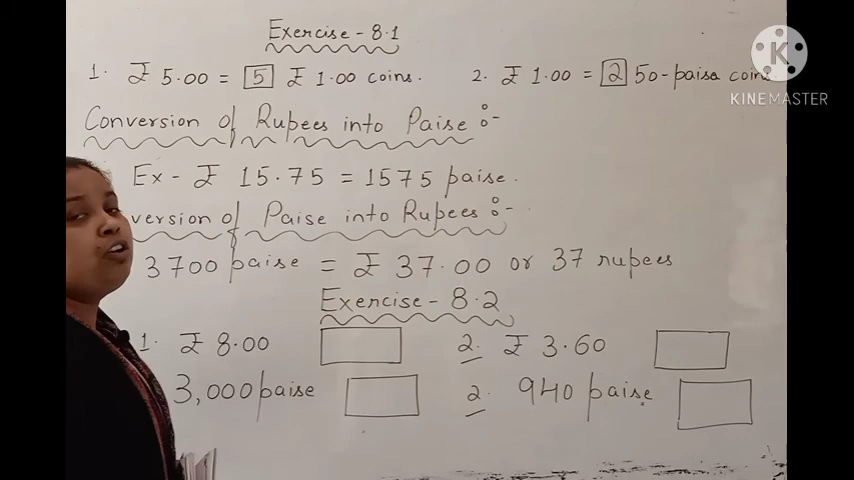 Exercise - 8.1
1. ₹ 5.00 = 5 ₹ 1.00 coins. 2. ₹ 1.00 = 2 50-paisa coins
K
KINEMASTER
Conversion of Rupees into Paise :-
Ex - ₹ 15.75 = 1575 paise.
version of Paise into Rupees :-
3700 paise = ₹ 37.00 or 37 rupees
Exercise - 8.2
1. ₹ 8.00 2. ₹ 3.60
3,000 paise 2. 940 paise